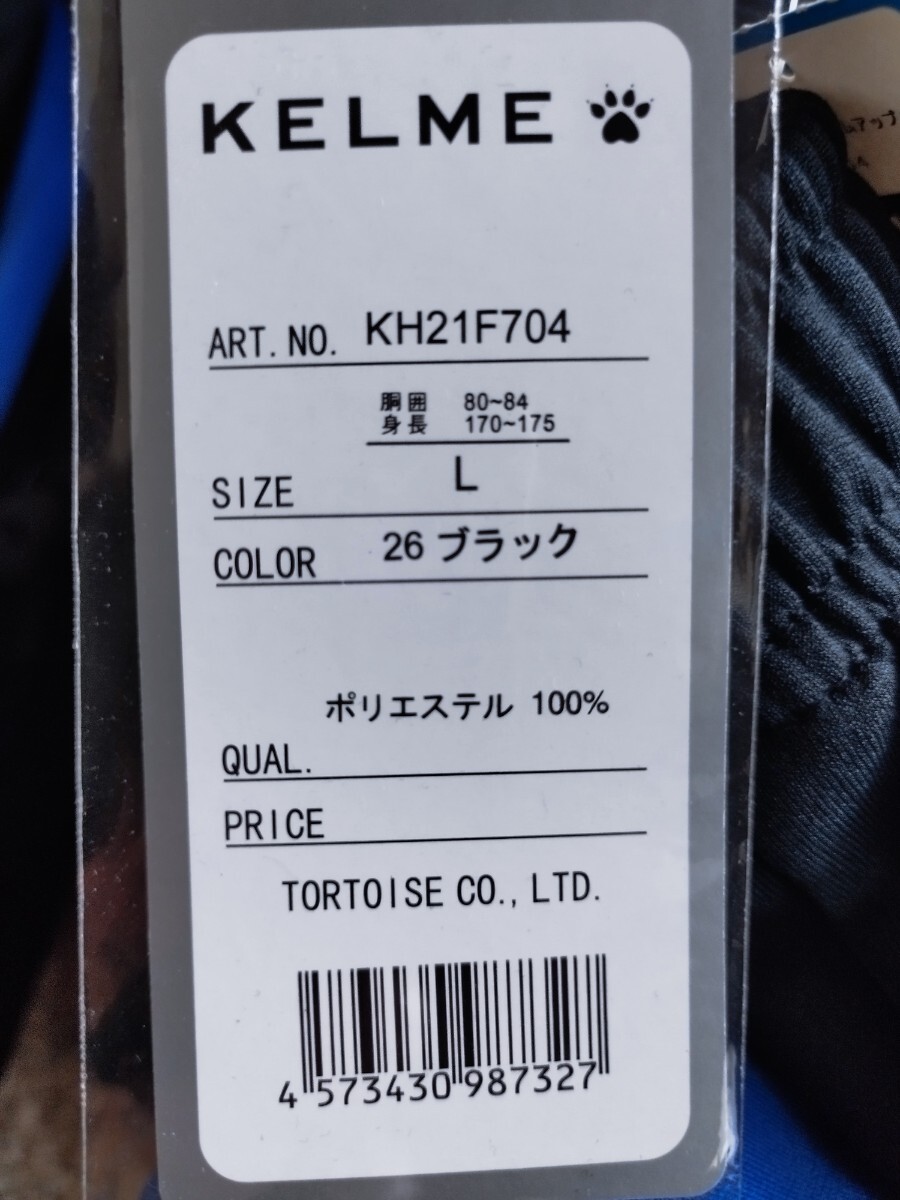 KELME
ART.NO. KH21F704
胴囲 80~84
身長 170~175
SIZE L
COLOR 26 ブラック
ポリエステル 100%
QUAL.
PRICE
TORTOISE CO., LTD.
4 573430 987327